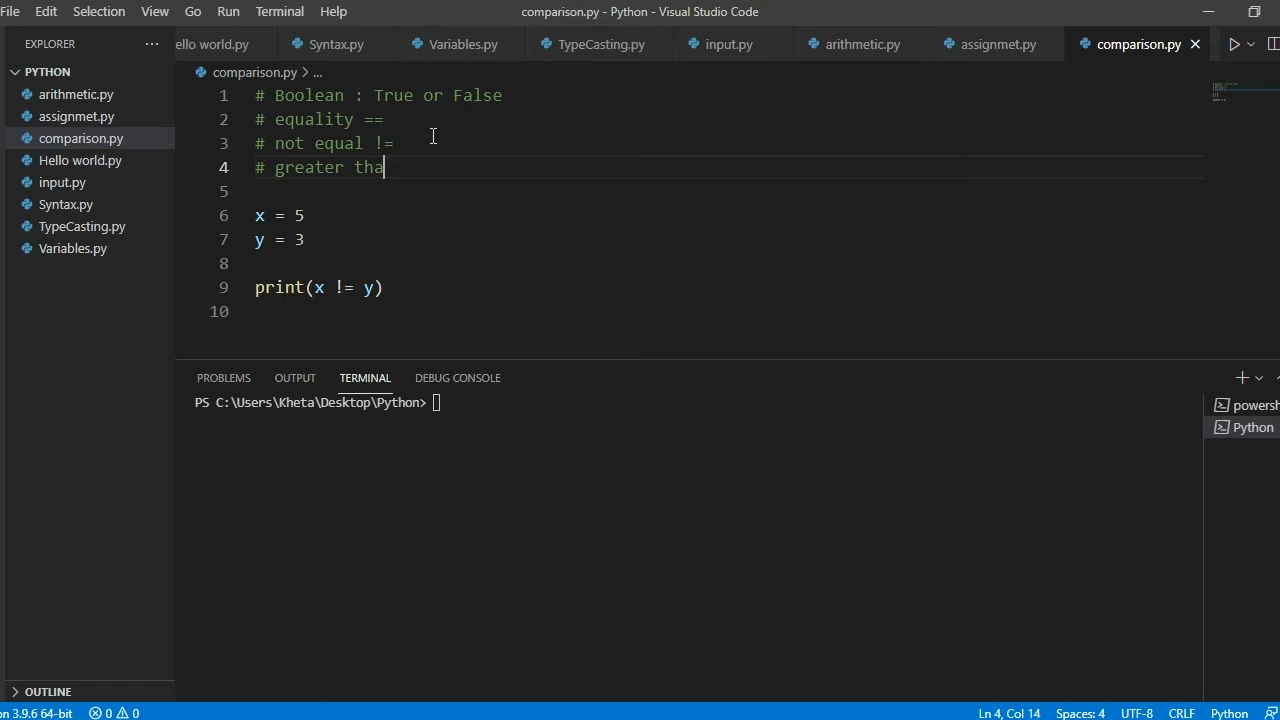 File Edit Selection View Go Run Terminal Help comparison.py - Python - Visual Studio Code
EXPLORER ··· ello world.py Syntax.py Variables.py TypeCasting.py input.py arithmetic.py assignmet.py comparison.py
PYTHON
arithmetic.py
assignmet.py
comparison.py
Hello world.py
input.py
Syntax.py
TypeCasting.py
Variables.py
OUTLINE
comparison.py > ...
1 # Boolean : True or False
2 # equality ==
3 # not equal !=
4 # greater tha
5
6 x = 5
7 y = 3
8
9 print(x != y)
10
PROBLEMS OUTPUT TERMINAL DEBUG CONSOLE
PS C:\Users\Kheta\Desktop\Python>
powersh
Python
on 3.9.6 64-bit 0 0 Ln 4, Col 14 Spaces: 4 UTF-8 CRLF Python